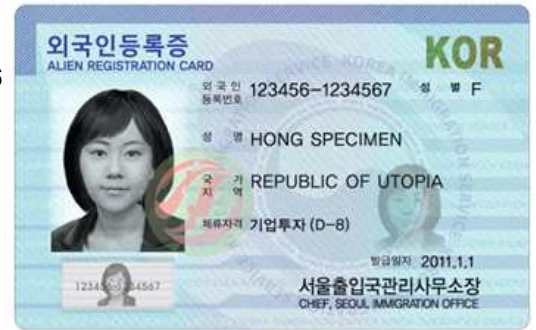 외국인등록증
ALIEN REGISTRATION CARD
KOR
외국인
등록번호 123456-1234567 성 별 F
성 명 HONG SPECIMEN
국 가
지 역 REPUBLIC OF UTOPIA
체류자격 기업투자 (D-8)
발급일자 2011.1.1
서울출입국관리사무소장
CHIEF, SEOUL IMMIGRATION OFFICE